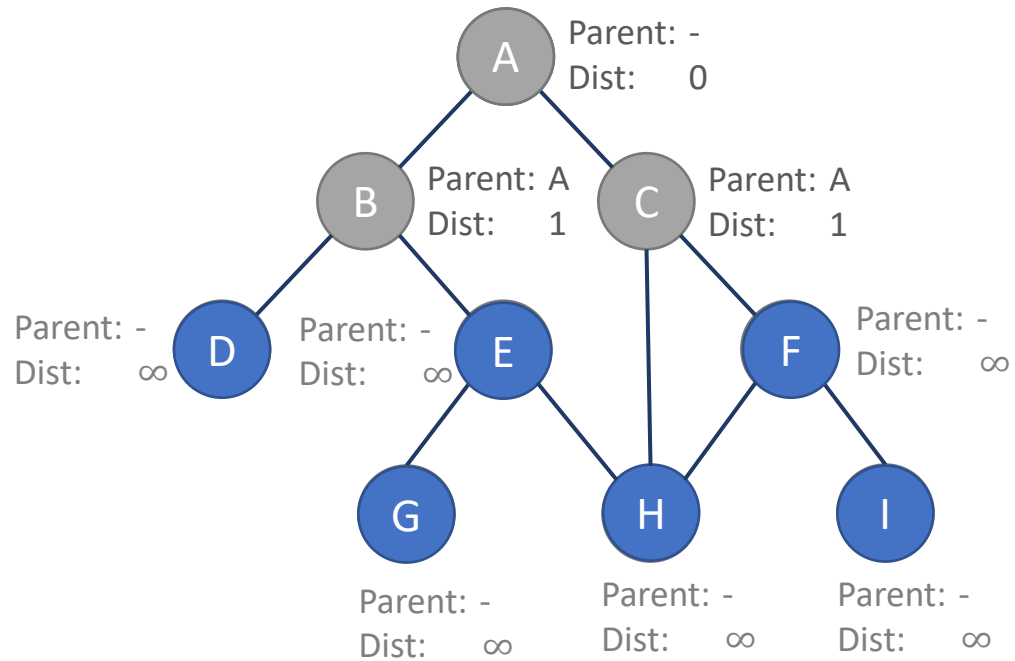 A
Parent: -
Dist: 0
B
Parent: A
Dist: 1
C
Parent: A
Dist: 1
Parent: -
Dist: ∞
D
Parent: -
Dist: ∞
E
F
Parent: -
Dist: ∞
G
H
I
Parent: -
Dist: ∞
Parent: -
Dist: ∞
Parent: -
Dist: ∞